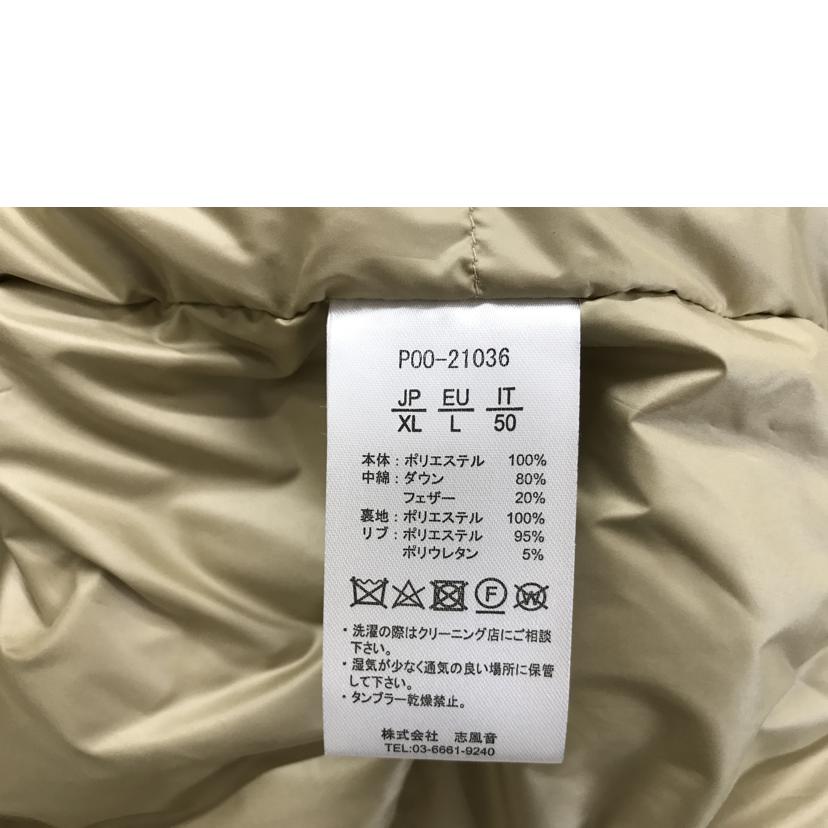 P00-21036
JP EU IT
XL L 50
本体：ポリエステル 100%
中綿：ダウン 80%
フェザー 20%
裏地：ポリエステル 100%
リブ：ポリエステル 95%
ポリウレタン 5%
F W
・洗濯の際はクリーニング店にご相談
下さい。
・湿気が少なく通気の良い場所に保管
して下さい。
・タンブラー乾燥禁止。
株式会社 志風音
TEL:03-6661-9240